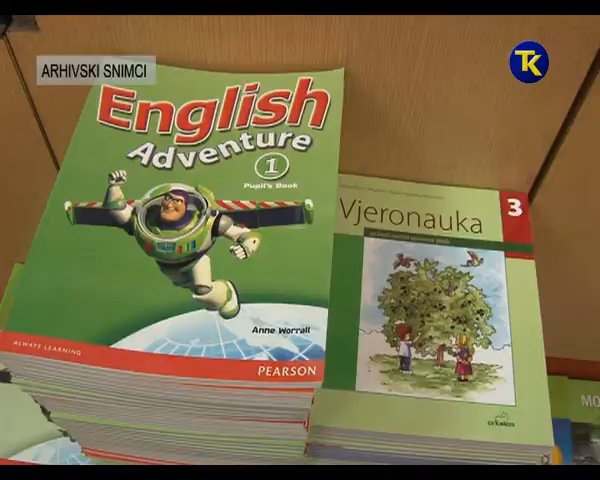 ARHIVSKI SNIMCI
TK
English
Adventure
1
Pupil's Book
Anne Worrall
ALWAYS LEARNING
PEARSON
Vjeronauka
3
MO